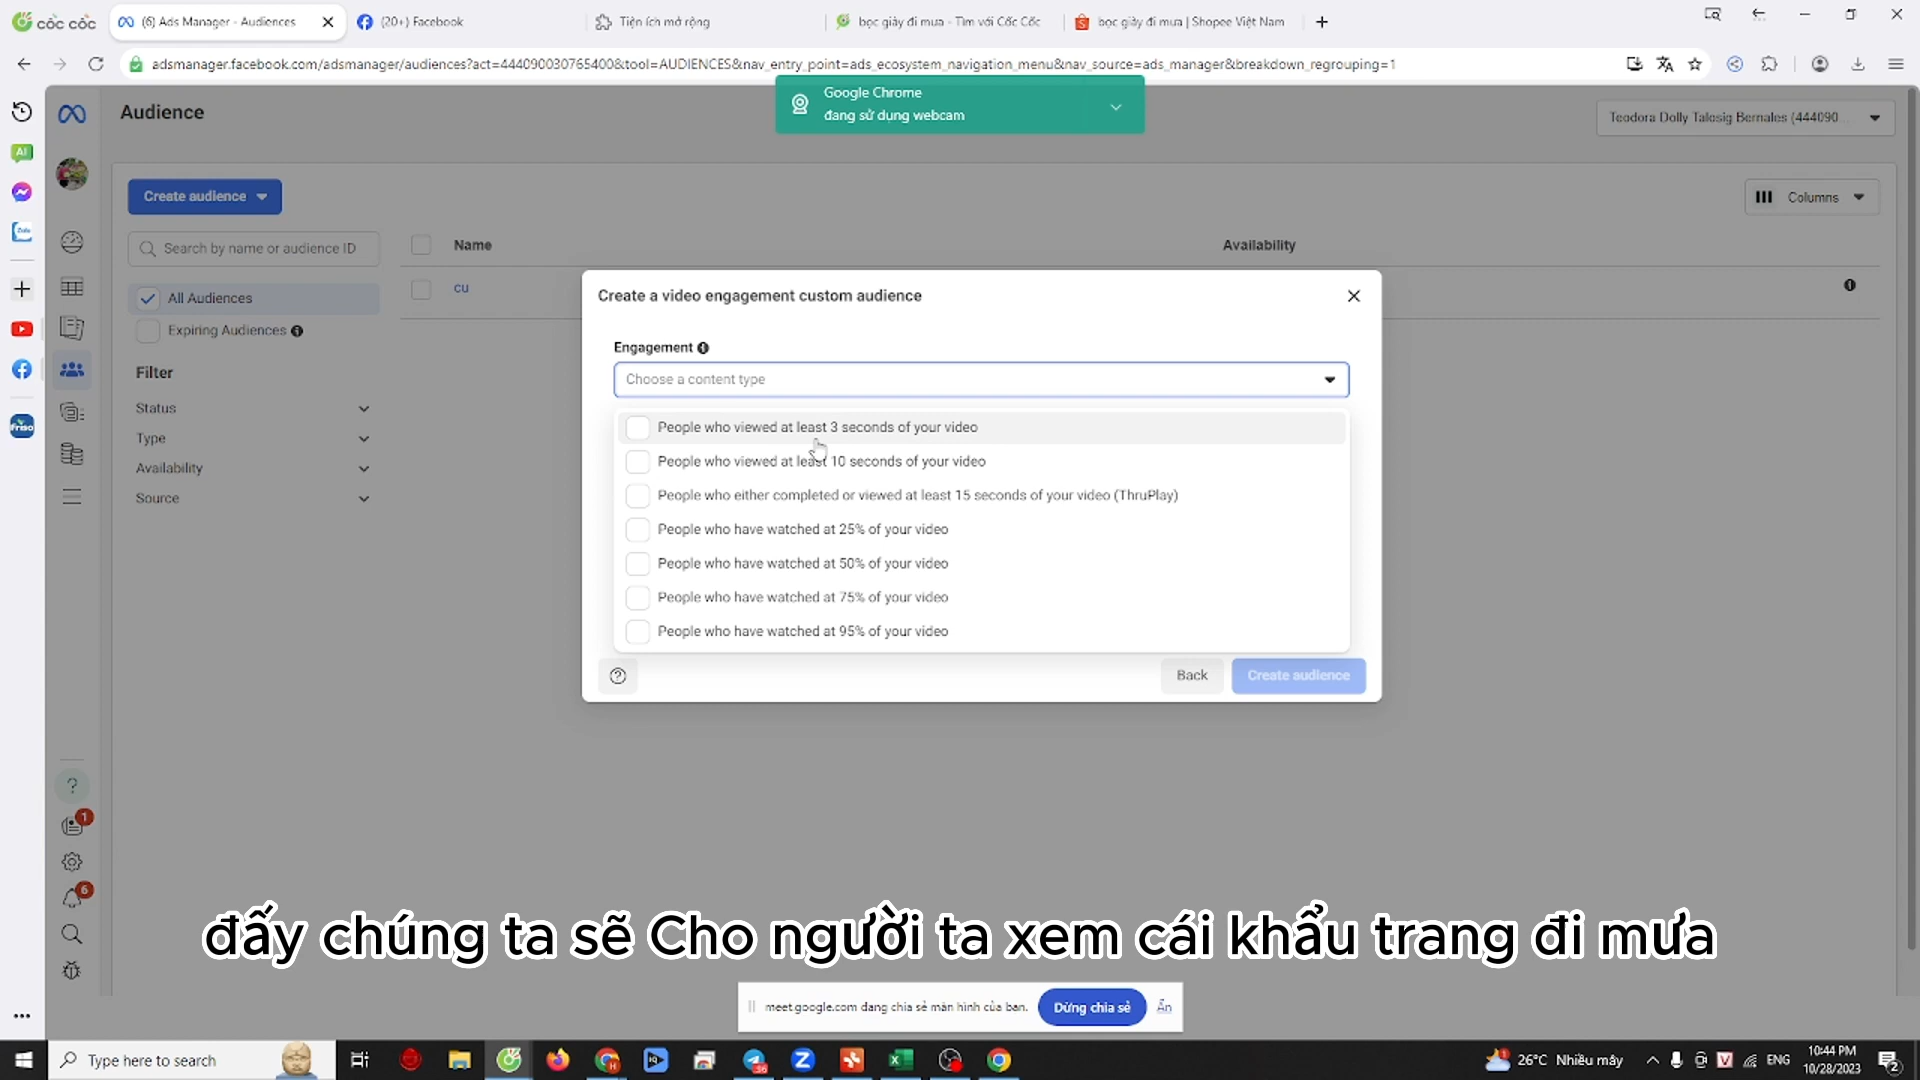 cốc cốc
(6) Ads Manager - Audiences
(20+) Facebook
Tiện ích mở rộng
bọc giày đi mưa - Tìm với Cốc Cốc
bọc giày đi mưa | Shopee Việt Nam
adsmanager.facebook.com/adsmanager/audiences?act=444090030765400&tool=AUDIENCES&nav_entry_point=ads_ecosystem_navigation_menu&nav_source=ads_manager&breakdown_regrouping=1
Google Chrome
đang sử dụng webcam
Audience
Teodora Dolly Talosig Bernales (444090...
Create audience
Columns
Search by name or audience ID
Name
Availability
All Audiences
cu
Expiring Audiences
Filter
Status
Type
Availability
Source
Create a video engagement custom audience
Engagement
Choose a content type
People who viewed at least 3 seconds of your video
People who viewed at least 10 seconds of your video
People who either completed or viewed at least 15 seconds of your video (ThruPlay)
People who have watched at 25% of your video
People who have watched at 50% of your video
People who have watched at 75% of your video
People who have watched at 95% of your video
Back
Create audience
AI
Zalo
Friso
1
6
đấy chúng ta sẽ Cho người ta xem cái khẩu trang đi mưa
meet.google.com đang chia sẻ màn hình của bạn.
Dừng chia sẻ
Ẩn
Type here to search
36
26°C Nhiều mây
V
ENG
10:44 PM
10/28/2023
2